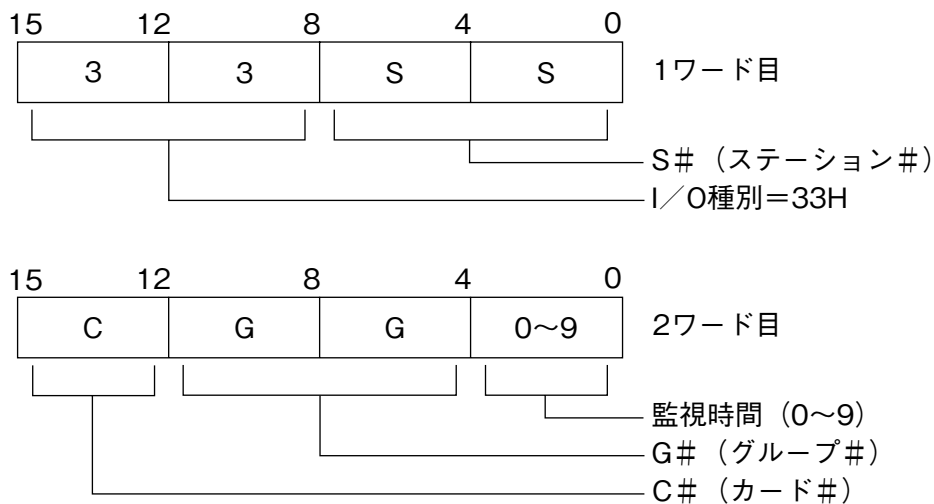 15 12 8 4 0
3 3 S S 1ワード目
S#（ステーション#）
I／O種別＝33H
15 12 8 4 0
C G G 0～9 2ワード目
監視時間（0～9）
G#（グループ#）
C#（カード#）